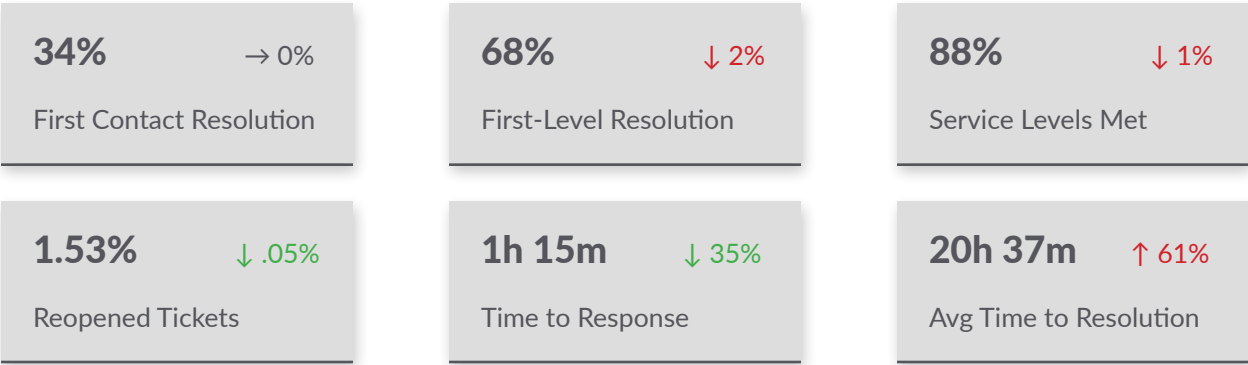 34% → 0%
First Contact Resolution
68% ↓ 2%
First-Level Resolution
88% ↓ 1%
Service Levels Met
1.53% ↓ .05%
Reopened Tickets
1h 15m ↓ 35%
Time to Response
20h 37m ↑ 61%
Avg Time to Resolution